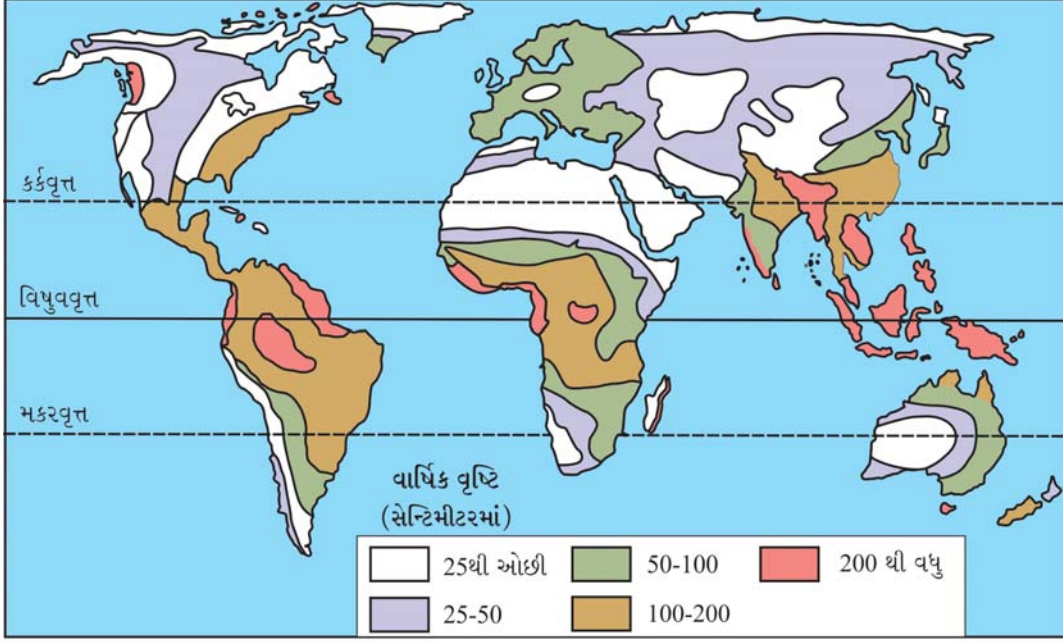 કર્કવૃત્ત
વિષુવવૃત્ત
મકરવૃત્ત
વાર્ષિક વૃષ્ટિ
(સેન્ટિમીટરમાં)
25થી ઓછી
50-100
200 થી વધુ
25-50
100-200